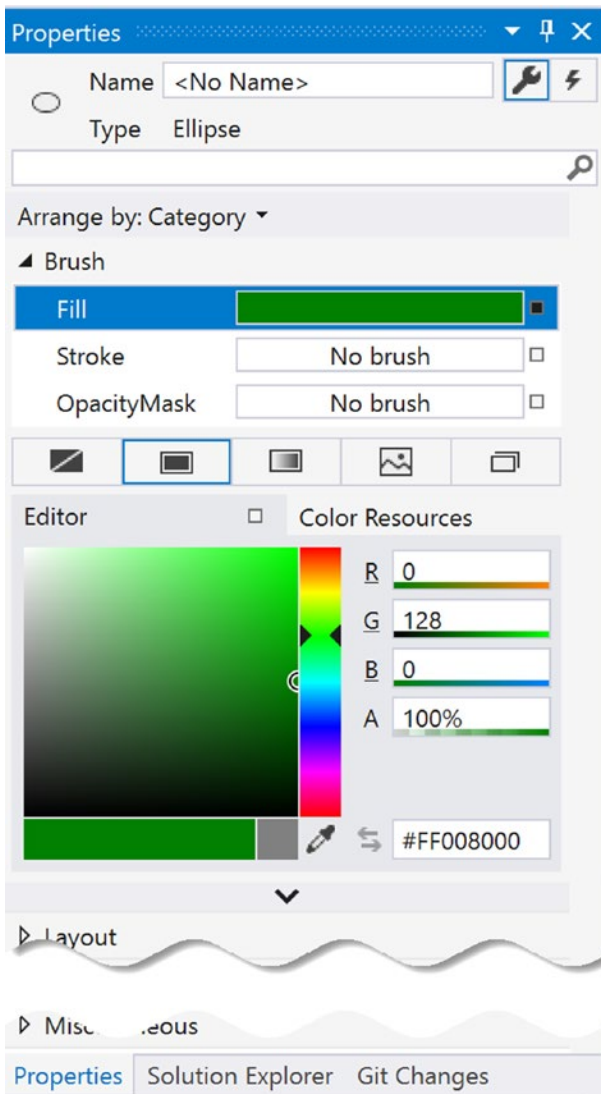 Properties
Name <No Name>
Type Ellipse
Arrange by: Category
Brush
Fill
Stroke No brush
OpacityMask No brush
Editor Color Resources
R 0
G 128
B 0
A 100%
#FF008000
Layout
Properties Solution Explorer Git Changes